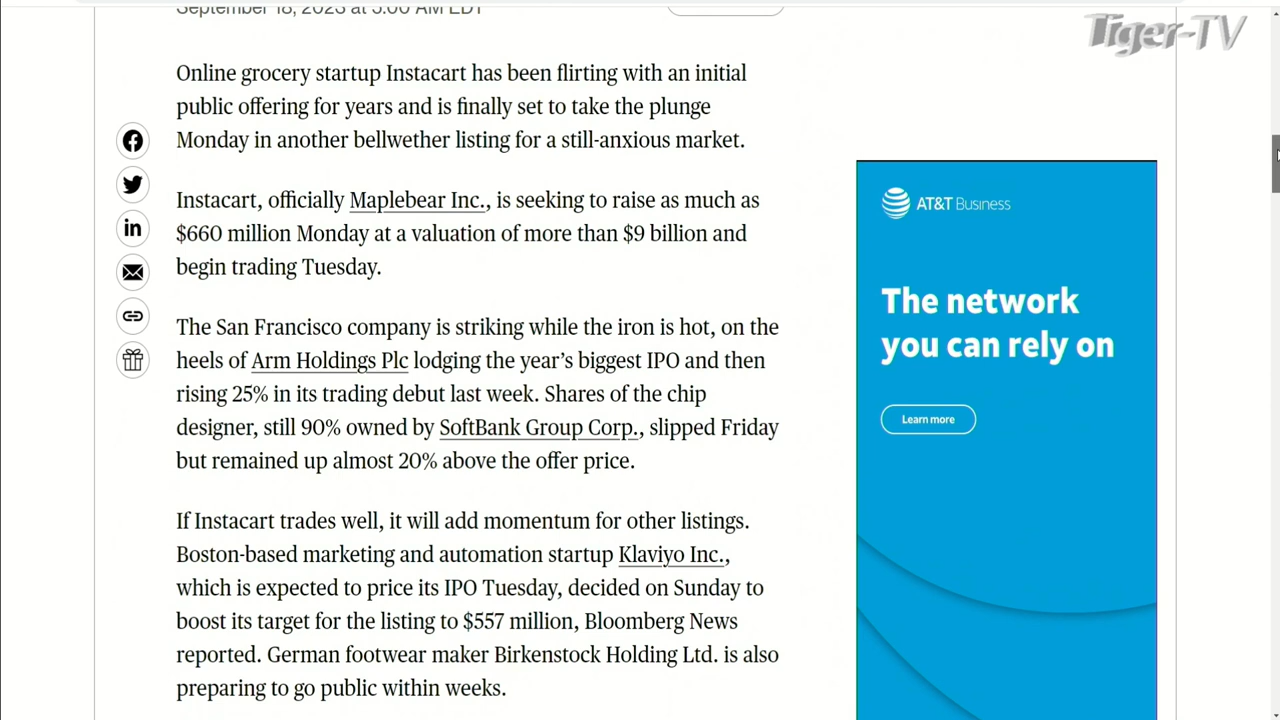 September 18, 2023 at 5:00 AM EDT
Tiger-TV
Online grocery startup Instacart has been flirting with an initial
public offering for years and is finally set to take the plunge
Monday in another bellwether listing for a still-anxious market.
Instacart, officially Maplebear Inc., is seeking to raise as much as
$660 million Monday at a valuation of more than $9 billion and
begin trading Tuesday.
The San Francisco company is striking while the iron is hot, on the
heels of Arm Holdings Plc lodging the year’s biggest IPO and then
rising 25% in its trading debut last week. Shares of the chip
designer, still 90% owned by SoftBank Group Corp., slipped Friday
but remained up almost 20% above the offer price.
If Instacart trades well, it will add momentum for other listings.
Boston-based marketing and automation startup Klaviyo Inc.,
which is expected to price its IPO Tuesday, decided on Sunday to
boost its target for the listing to $557 million, Bloomberg News
reported. German footwear maker Birkenstock Holding Ltd. is also
preparing to go public within weeks.
AT&T Business
The network
you can rely on
Learn more